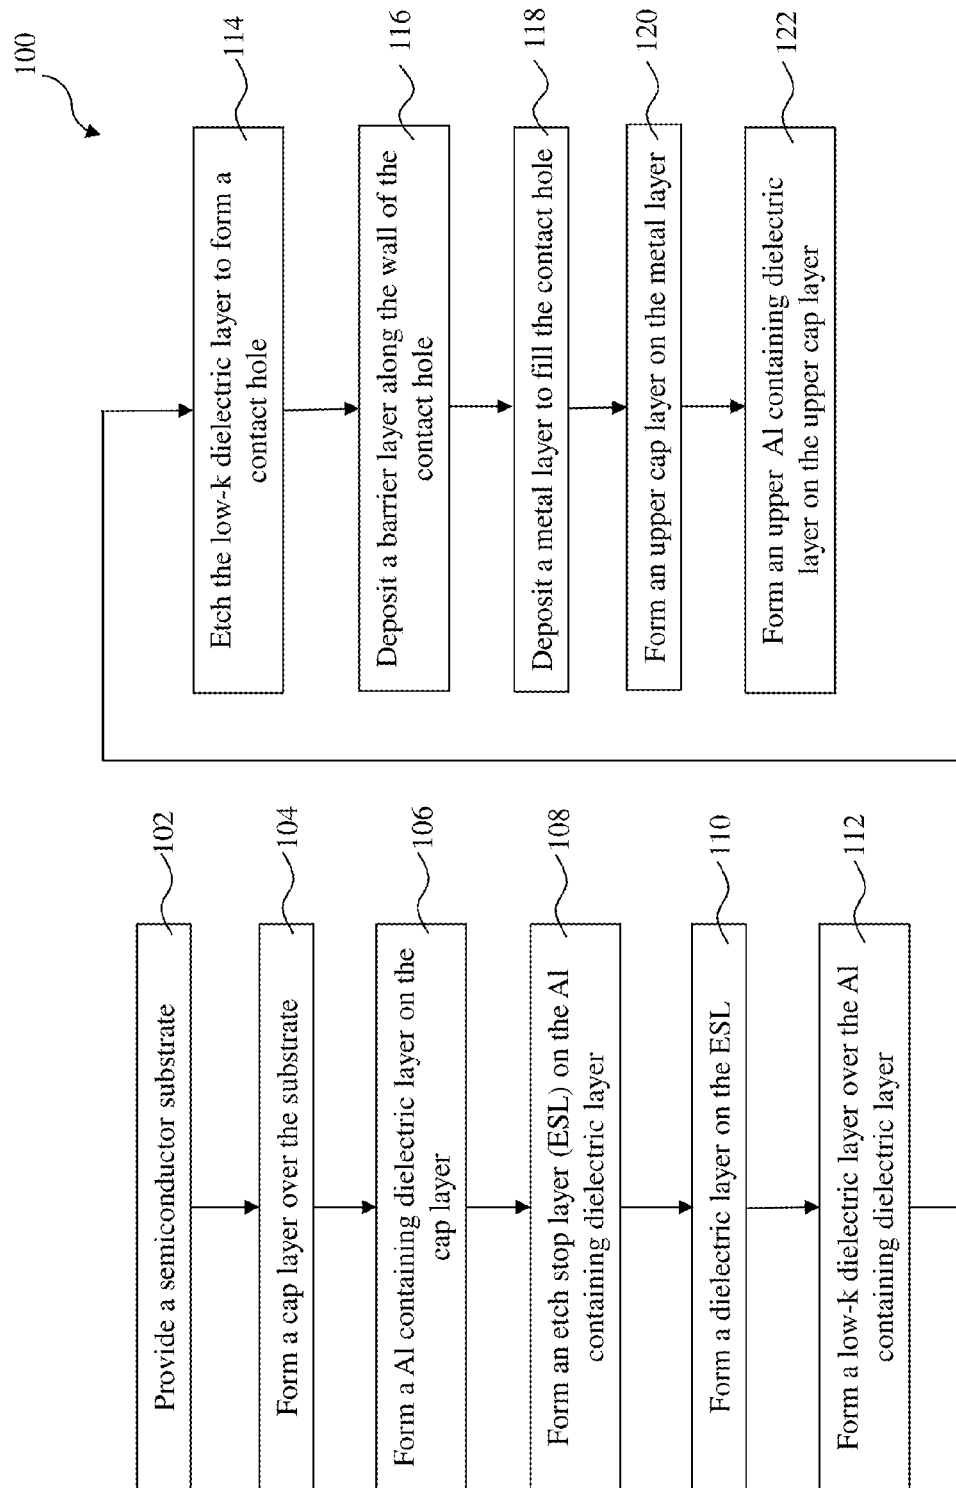 100
Provide a semiconductor substrate
102
Form a cap layer over the substrate
104
Form a Al containing dielectric layer on the
cap layer
106
Form an etch stop layer (ESL) on the Al
containing dielectric layer
108
Form a dielectric layer on the ESL
110
Form a low-k dielectric layer over the Al
containing dielectric layer
112
Etch the low-k dielectric layer to form a
contact hole
114
Deposit a barrier layer along the wall of the
contact hole
116
Deposit a metal layer to fill the contact hole
118
Form an upper cap layer on the metal layer
120
Form an upper Al containing dielectric
layer on the upper cap layer
122